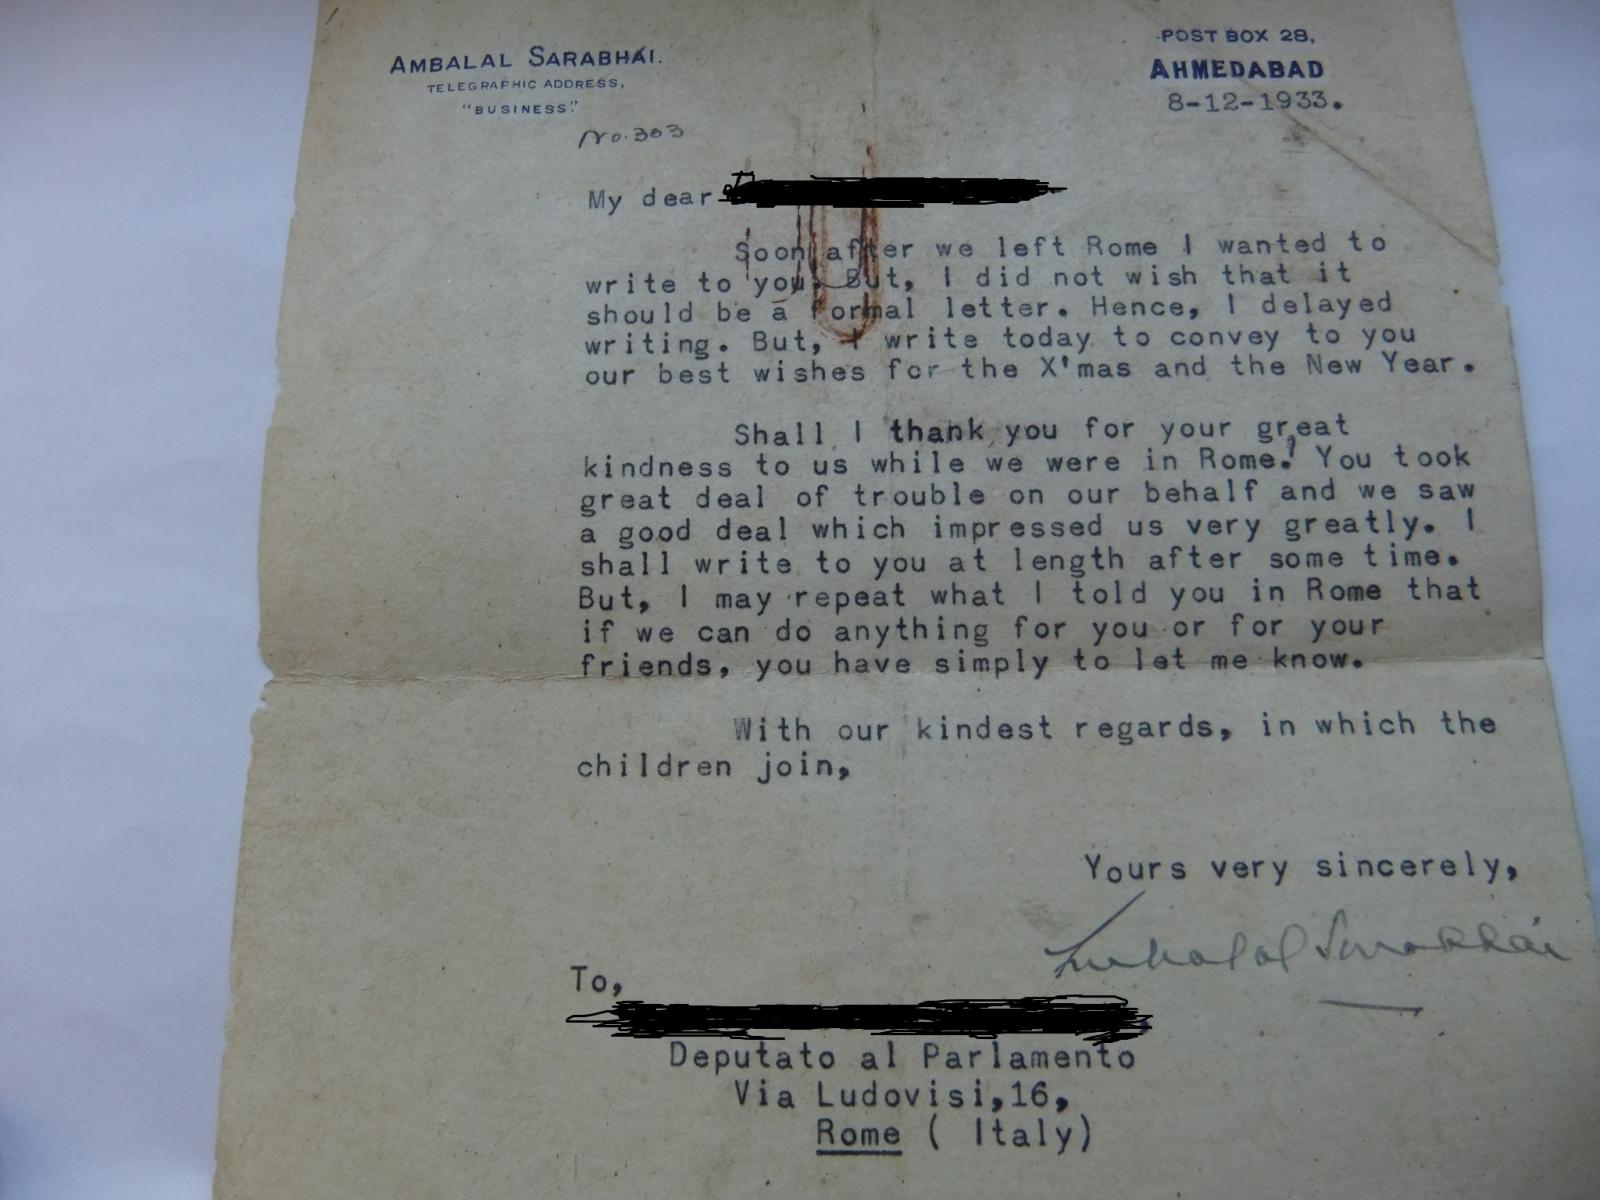 AMBALAL SARABHAI.
TELEGRAPHIC ADDRESS,
"BUSINESS."
POST BOX 28,
AHMEDABAD
8-12-1933.
No. 303
My dear
Soon after we left Rome I wanted to
write to you. But, I did not wish that it
should be a formal letter. Hence, I delayed
writing. But, I write today to convey to you
our best wishes for the X'mas and the New Year.
Shall I thank you for your great
kindness to us while we were in Rome? You took
great deal of trouble on our behalf and we saw
a good deal which impressed us very greatly. I
shall write to you at length after some time.
But, I may repeat what I told you in Rome that
if we can do anything for you or for your
friends, you have simply to let me know.
With our kindest regards, in which the
children join,
Yours very sincerely,
Ambalal Sarabhai
To,
Deputato al Parlamento
Via Ludovisi,16,
Rome ( Italy)